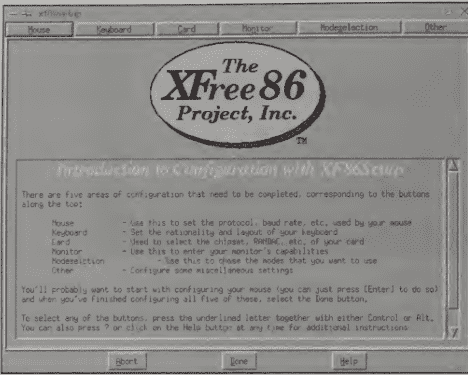 xf86setup
Mouse Keyboard Card Monitor Modeselection Other
The
XFree86
Project, Inc.
TM
Introduction to Configuration with XF86Setup
There are five areas of configuration that need to be completed, corresponding to the buttons
along the top:
Mouse - Use this to set the protocol, baud rate, etc. used by your mouse
Keyboard - Set the nationality and layout of your keyboard
Card - Used to select the chipset, RAMDAC, etc. of your card
Monitor - Use this to enter your monitor's capabilities
Modeselction - Use this to chose the modes that you want to use
Other - Configure some miscellaneous settings
You'll probably want to start with configuring your mouse (you can just press [Enter] to do so)
and when you've finished configuring all five of these, select the Done button.
To select any of the buttons, press the underlined letter together with either Control or Alt.
You can also press ? or click on the Help button at any time for additional instructions
Abort Done Help